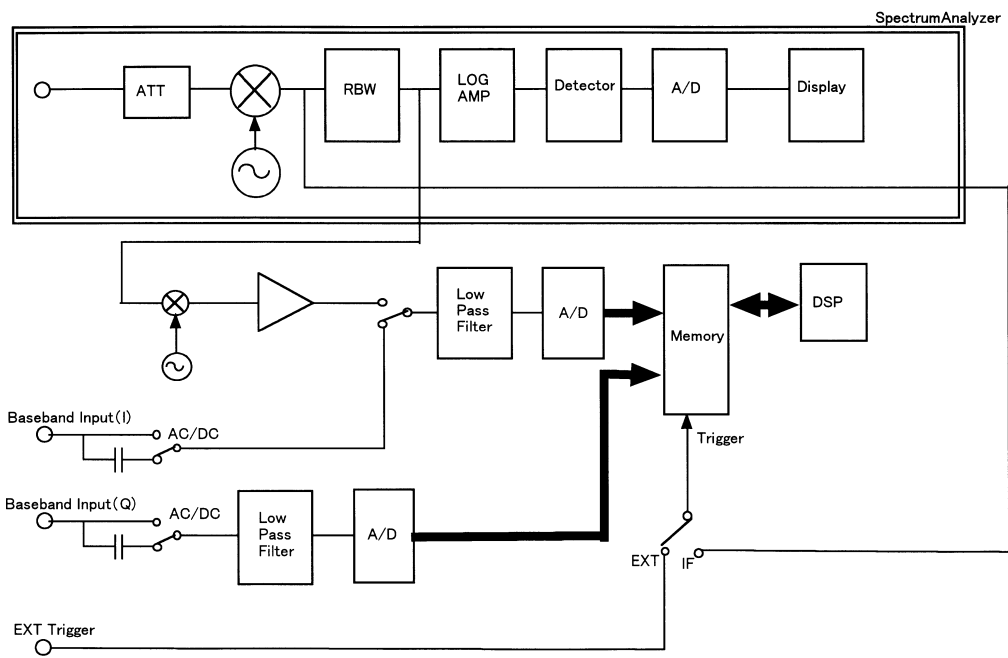 SpectrumAnalyzer
ATT
RBW
LOG
AMP
Detector
A/D
Display
Low
Pass
Filter
A/D
Memory
DSP
Baseband Input(I)
AC/DC
Trigger
Baseband Input(Q)
AC/DC
Low
Pass
Filter
A/D
EXT
IF
EXT Trigger